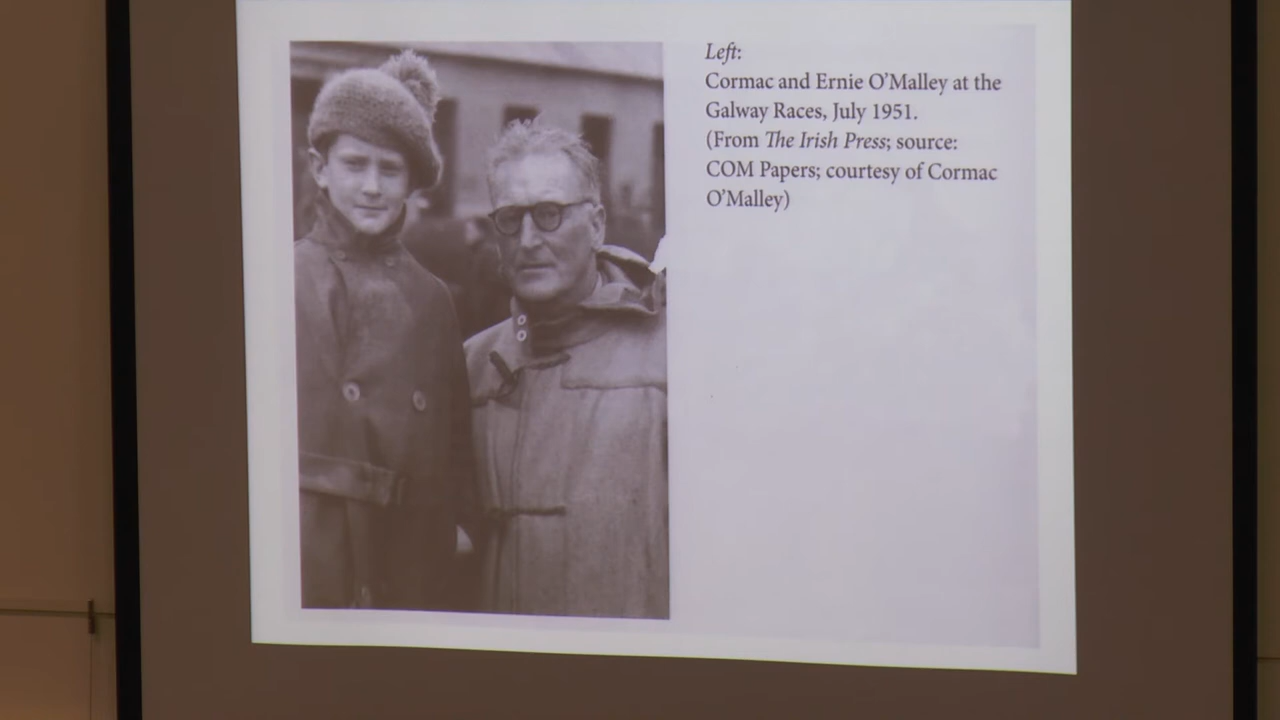 Left:
Cormac and Ernie O’Malley at the
Galway Races, July 1951.
(From The Irish Press; source:
COM Papers; courtesy of Cormac
O’Malley)